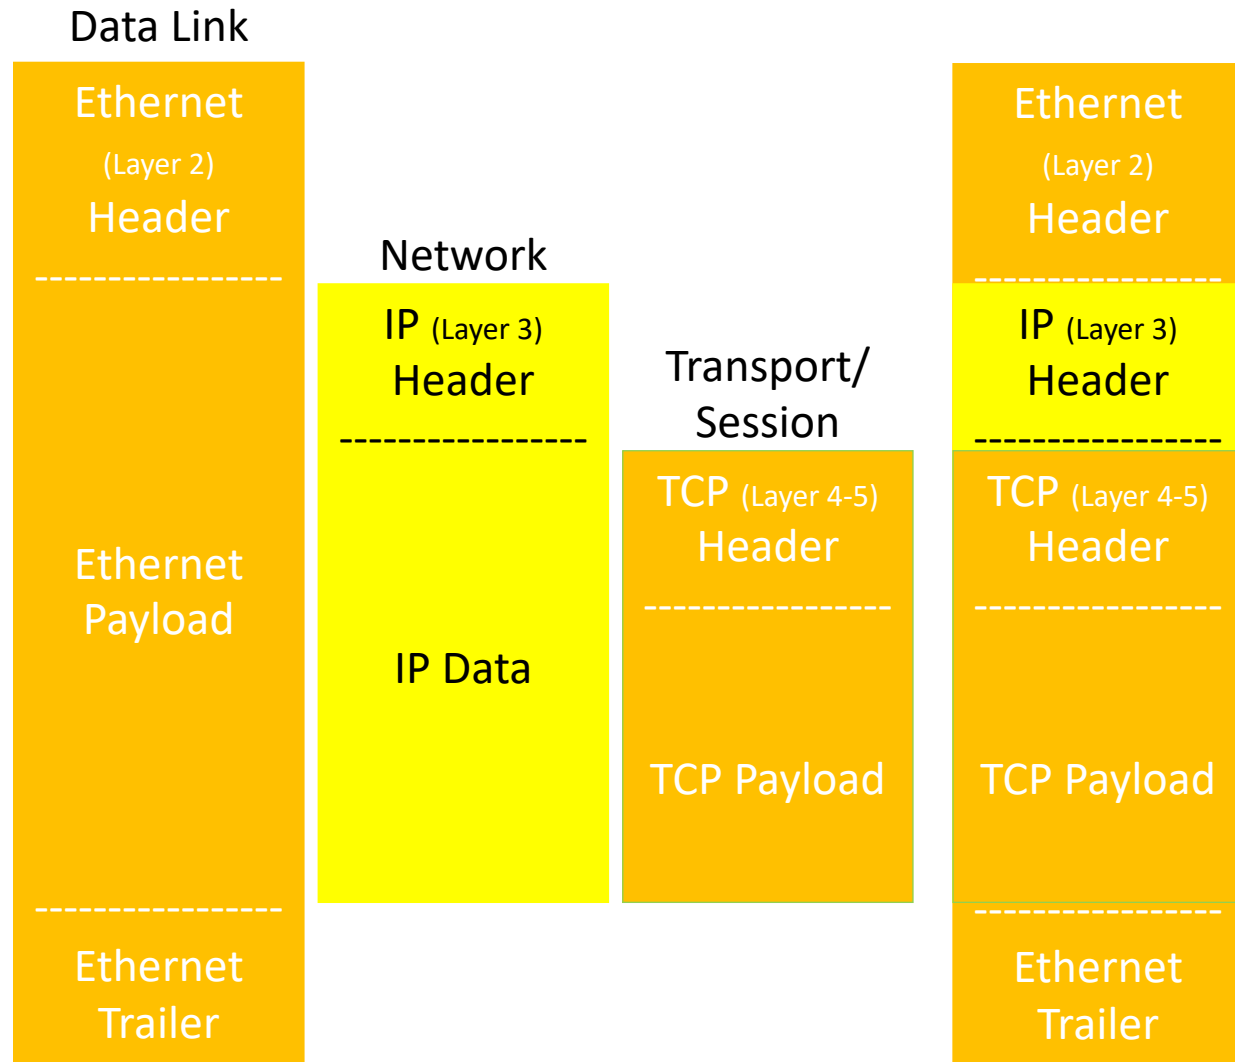 Data Link
Ethernet
(Layer 2)
Header
-----------------
Ethernet
Payload
-----------------
Ethernet
Trailer
Network
IP (Layer 3)
Header
-----------------
IP Data
Transport/
Session
TCP (Layer 4-5)
Header
-----------------
TCP Payload
Ethernet
(Layer 2)
Header
-----------------
IP (Layer 3)
Header
-----------------
TCP (Layer 4-5)
Header
-----------------
TCP Payload
-----------------
Ethernet
Trailer